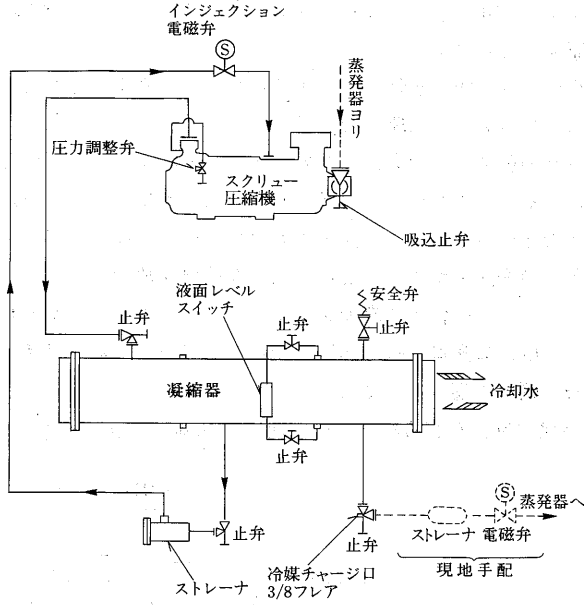 インジェクション
電磁弁
S
蒸発器ヨリ
圧力調整弁
スクリュー
圧縮機
吸込止弁
液面レベル
スイッチ
安全弁
止弁
止弁
止弁
凝縮器
冷却水
止弁
S
蒸発器へ
止弁
ストレーナ 電磁弁
止弁
ストレーナ
冷媒チャージ口
3/8フレア
現地手配